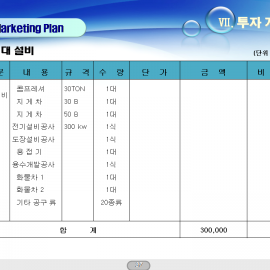 Marketing Plan
Ⅶ. 투자 계
대 설비
(단위
분 내 용 규 격 수 량 단 가 금 액 비
콤프레셔 30TON 1대
비
지 게 차 30 B 1대
지 게 차 50 B 1대
전기설비공사 300 kw 1식
도장설비공사 1식
용 접 기 1대
용수개발공사 1식
화물차 1 1대
화물차 2 1대
기타 공구 류 20종류
합 계 300,000